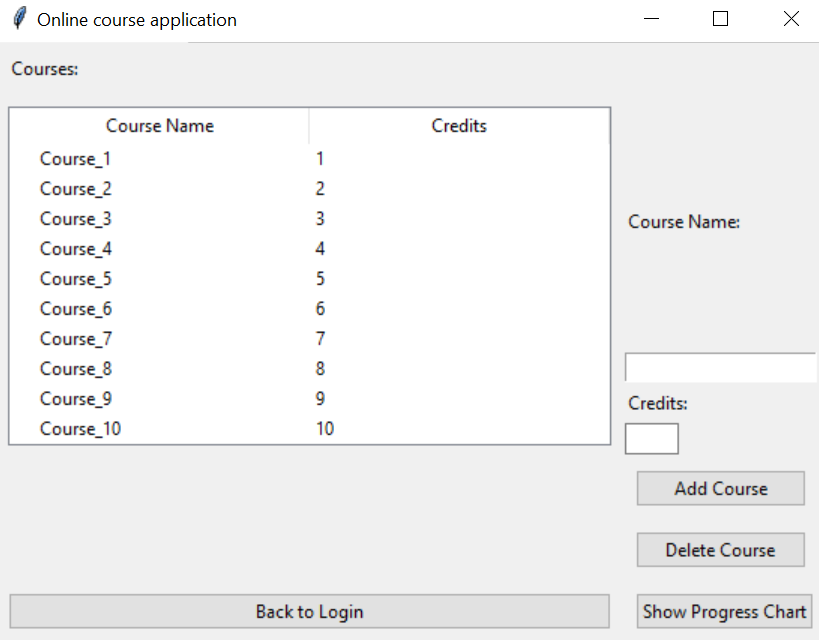 Online course application
Courses:
Course Name Credits
Course_1 1
Course_2 2
Course_3 3
Course_4 4
Course_5 5
Course_6 6
Course_7 7
Course_8 8
Course_9 9
Course_10 10
Course Name:
Credits:
Add Course
Delete Course
Back to Login
Show Progress Chart